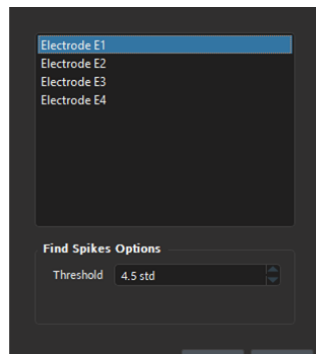 Electrode E1
Electrode E2
Electrode E3
Electrode E4
Find Spikes Options
Threshold 4.5 std